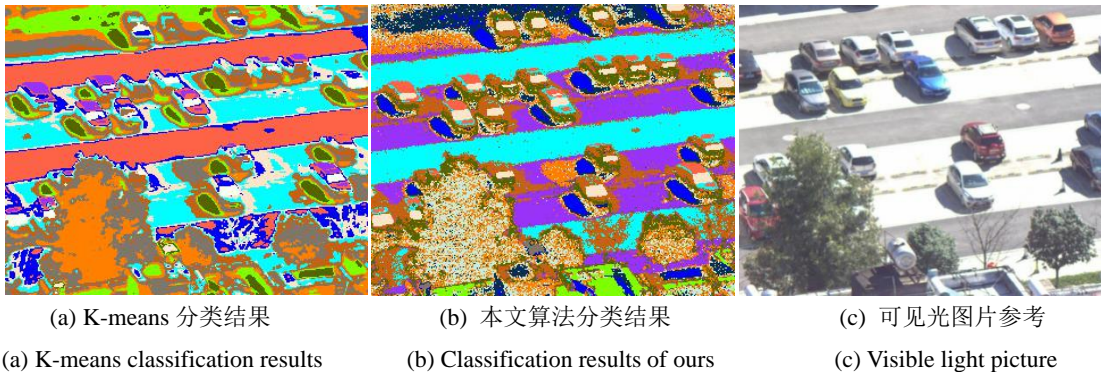 (a) K-means 分类结果
(b) 本文算法分类结果
(c) 可见光图片参考
(a) K-means classification results
(b) Classification results of ours
(c) Visible light picture